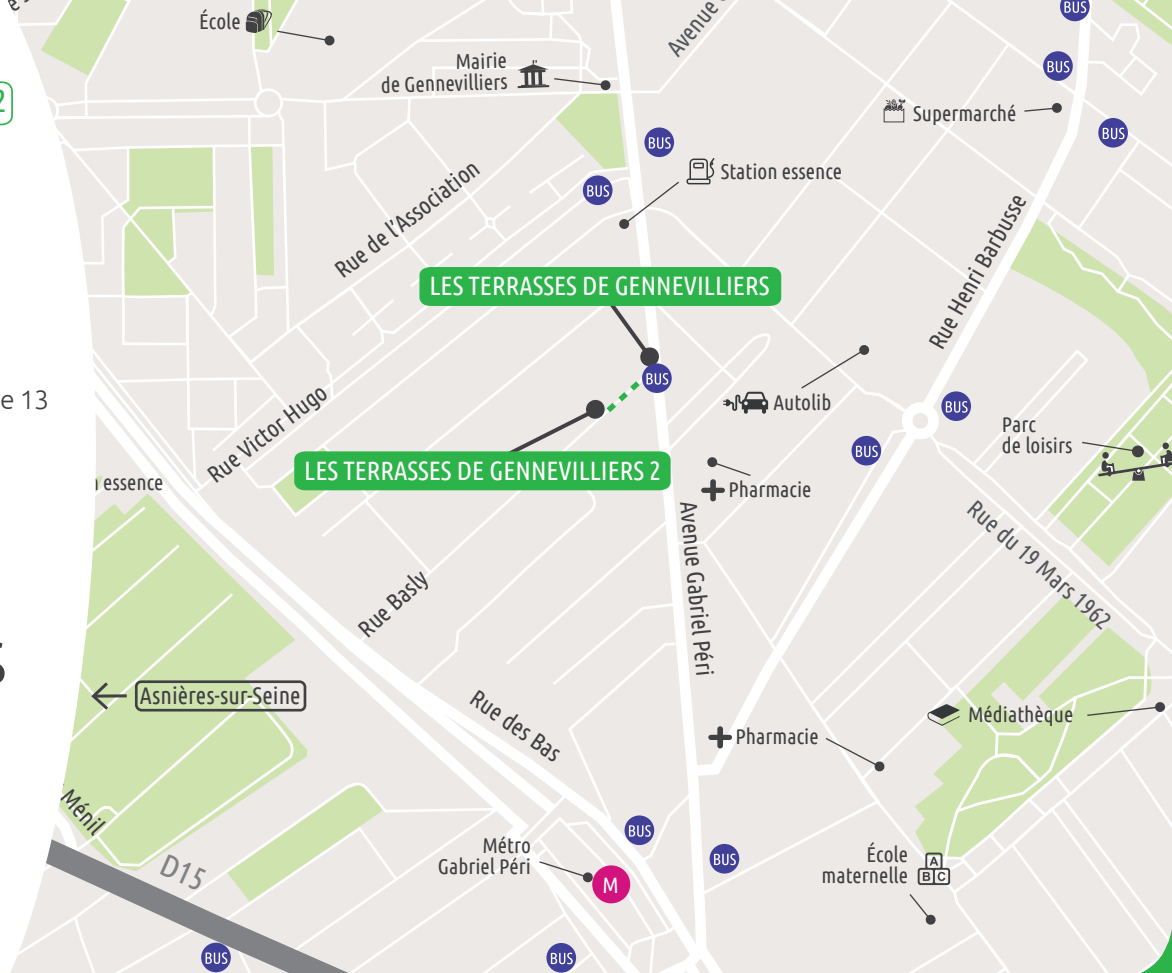 École
Mairie
de Gennevilliers
Avenue
BUS
BUS
Supermarché
BUS
BUS
2
Station essence
BUS
Rue de l'Association
Rue Henri Barbusse
LES TERRASSES DE GENNEVILLIERS
BUS
e 13
Autolib
BUS
Rue Victor Hugo
Parc
de loisirs
BUS
LES TERRASSES DE GENNEVILLIERS 2
essence
Pharmacie
Avenue Gabriel Péri
Rue du 19 Mars 1962
Rue Basly
S
Asnières-sur-Seine
Rue des Bas
Médiathèque
Pharmacie
Ménil
BUS
D15
Métro
Gabriel Péri
M
BUS
École
maternelle
A
B C
BUS
BUS